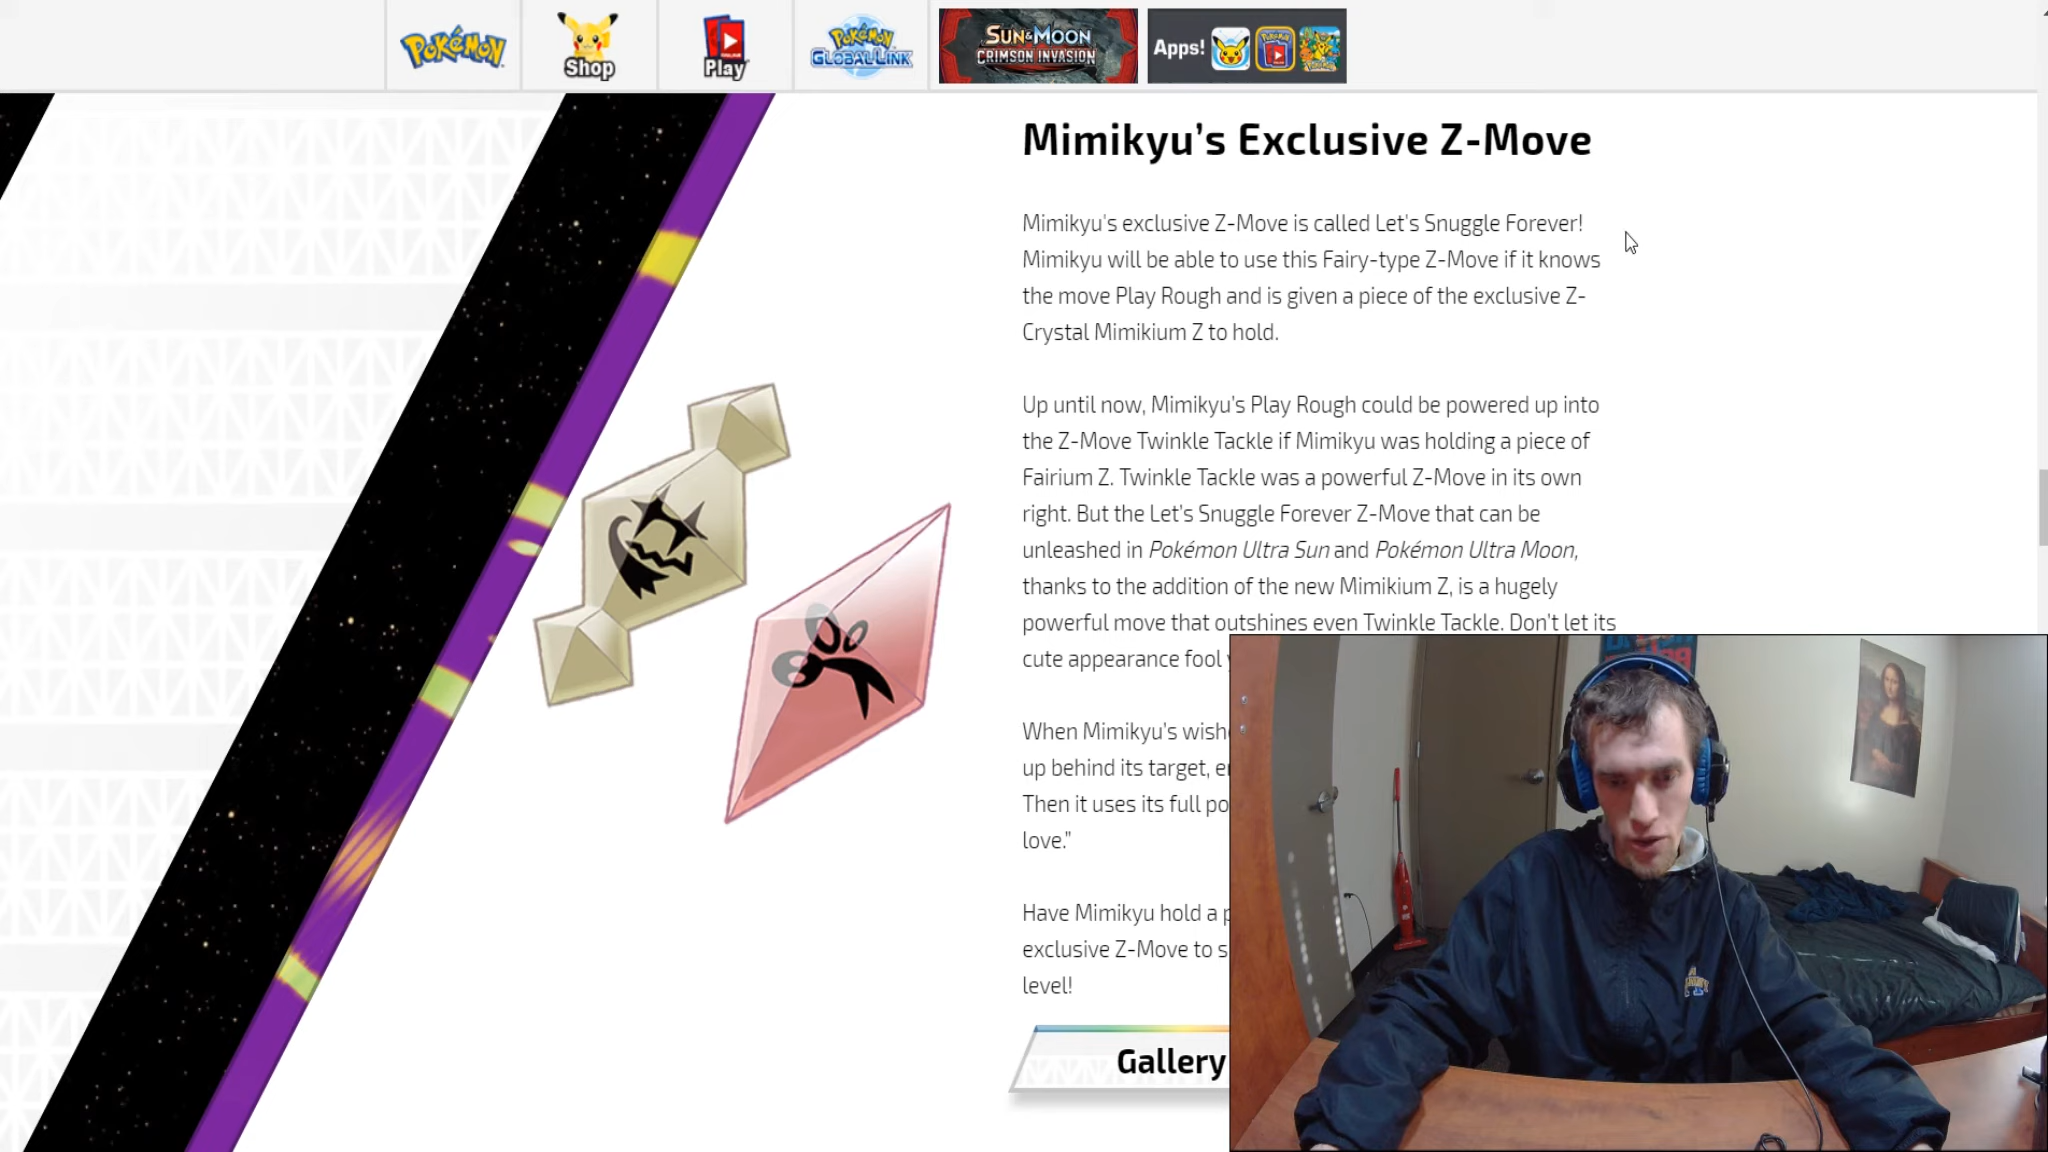 POKÉMON
Shop
Play
POKÉMON
GLOBAL LINK
SUN & MOON
CRIMSON INVASION
Apps!
Mimikyu’s Exclusive Z-Move
Mimikyu's exclusive Z-Move is called Let's Snuggle Forever!
Mimikyu will be able to use this Fairy-type Z-Move if it knows
the move Play Rough and is given a piece of the exclusive Z-
Crystal Mimikium Z to hold.
Up until now, Mimikyu’s Play Rough could be powered up into
the Z-Move Twinkle Tackle if Mimikyu was holding a piece of
Fairium Z. Twinkle Tackle was a powerful Z-Move in its own
right. But the Let’s Snuggle Forever Z-Move that can be
unleashed in Pokémon Ultra Sun and Pokémon Ultra Moon,
thanks to the addition of the new Mimikium Z, is a hugely
powerful move that outshines even Twinkle Tackle. Don't let its
cute appearance fool
When Mimikyu’s
up behind its target,
Then it uses its full
love."
Have Mimikyu hold a
exclusive Z-Move to
level!
Gallery